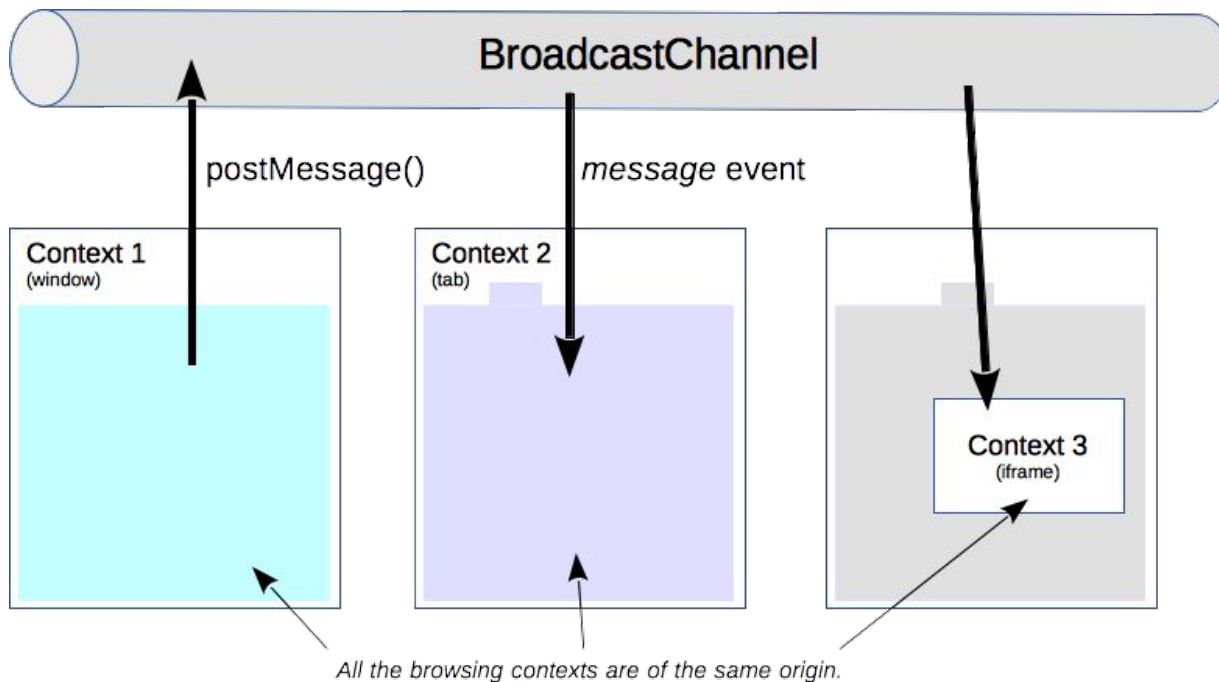 BroadcastChannel
postMessage()
message event
Context 1
(window)
Context 2
(tab)
Context 3
(iframe)
All the browsing contexts are of the same origin.